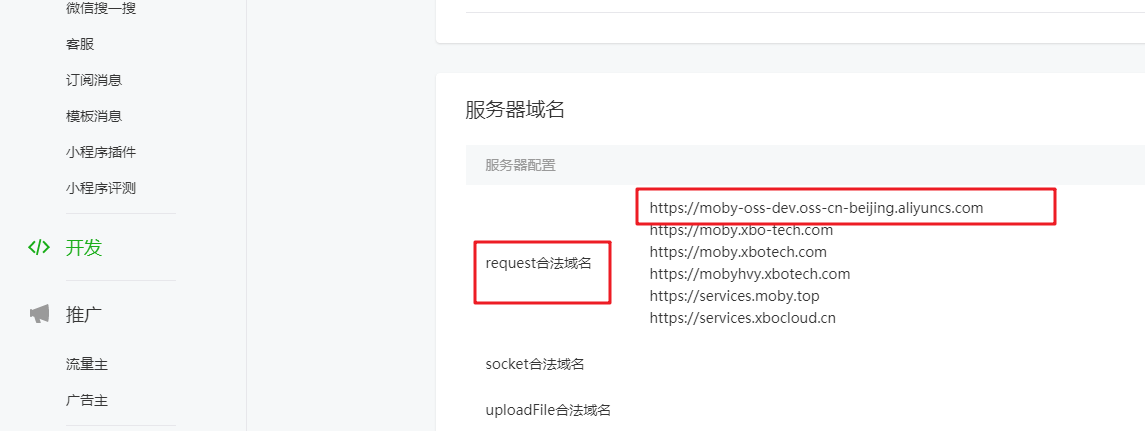 微信搜一搜
客服
订阅消息
模板消息
小程序插件
小程序评测
开发
推广
流量主
广告主
服务器域名
服务器配置
request合法域名
https://moby-oss-dev.oss-cn-beijing.aliyuncs.com
https://moby.xbo-tech.com
https://moby.xbotech.com
https://mobyhvy.xbotech.com
https://services.moby.top
https://services.xbocloud.cn
socket合法域名
uploadFile合法域名